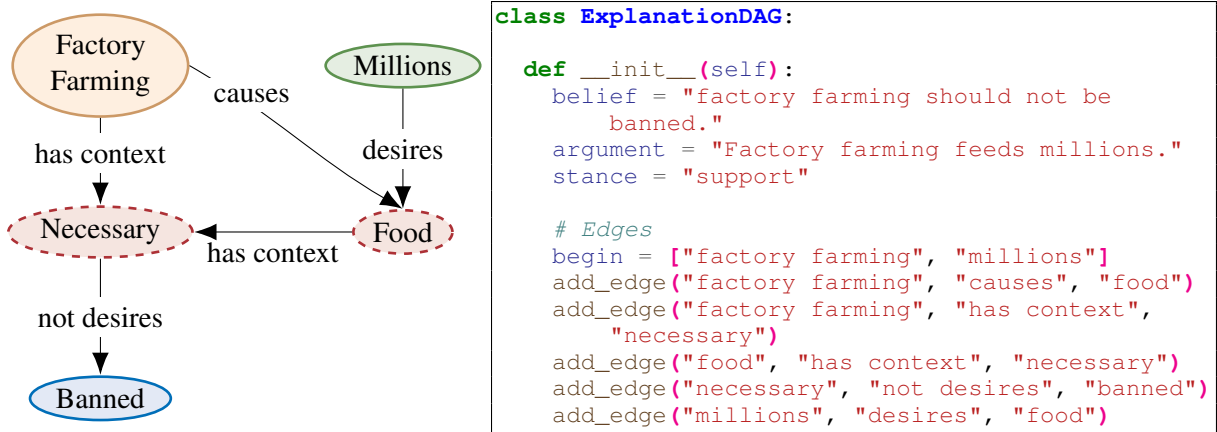 Factory
Farming
Millions
causes
has context
desires
Necessary
Food
has context
not desires
Banned
class ExplanationDAG:
def __init__(self):
belief = "factory farming should not be
banned."
argument = "Factory farming feeds millions."
stance = "support"
# Edges
begin = ["factory farming", "millions"]
add_edge("factory farming", "causes", "food")
add_edge("factory farming", "has context",
"necessary")
add_edge("food", "has context", "necessary")
add_edge("necessary", "not desires", "banned")
add_edge("millions", "desires", "food")